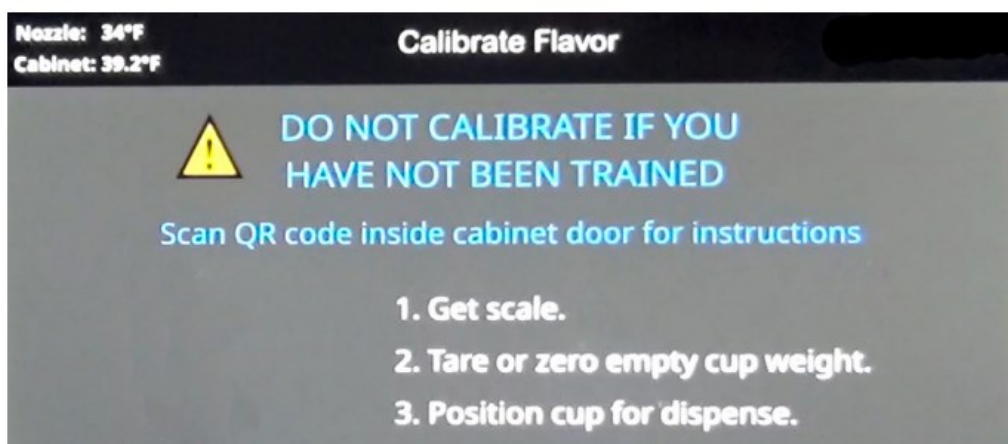 Nozzle: 34°F
Cabinet: 39.2°F
Calibrate Flavor
DO NOT CALIBRATE IF YOU
HAVE NOT BEEN TRAINED
Scan QR code inside cabinet door for instructions
1. Get scale.
2. Tare or zero empty cup weight.
3. Position cup for dispense.